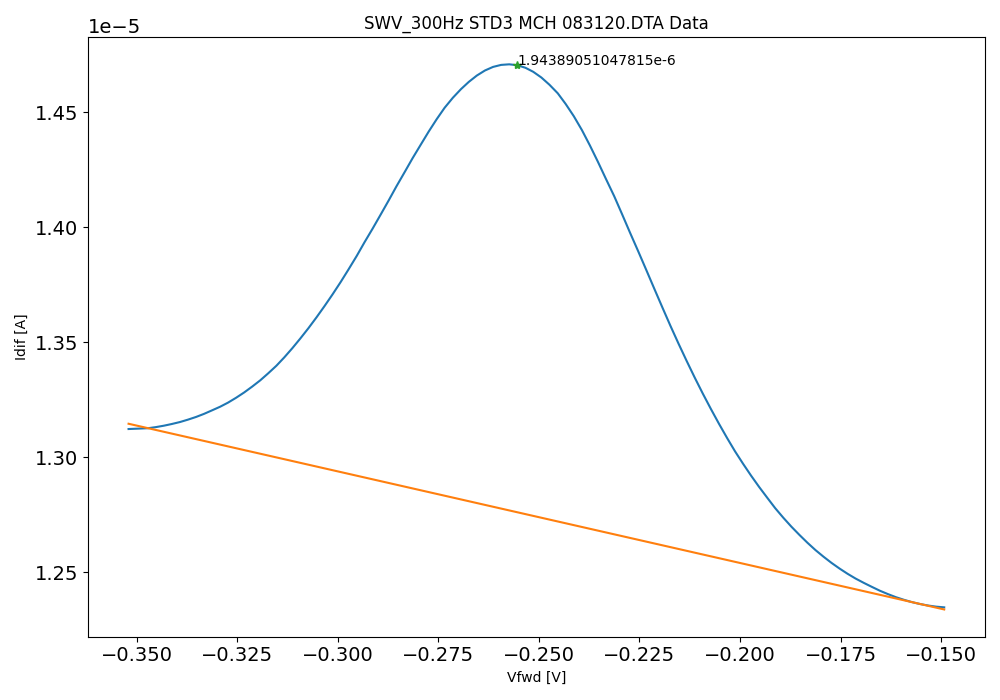 SWV_300Hz STD3 MCH 083120.DTA Data
1e−5
1.94389051047815e-6
1.45
1.40
1.35
1.30
1.25
Idif [A]
−0.350 −0.325 −0.300 −0.275 −0.250 −0.225 −0.200 −0.175 −0.150
Vfwd [V]